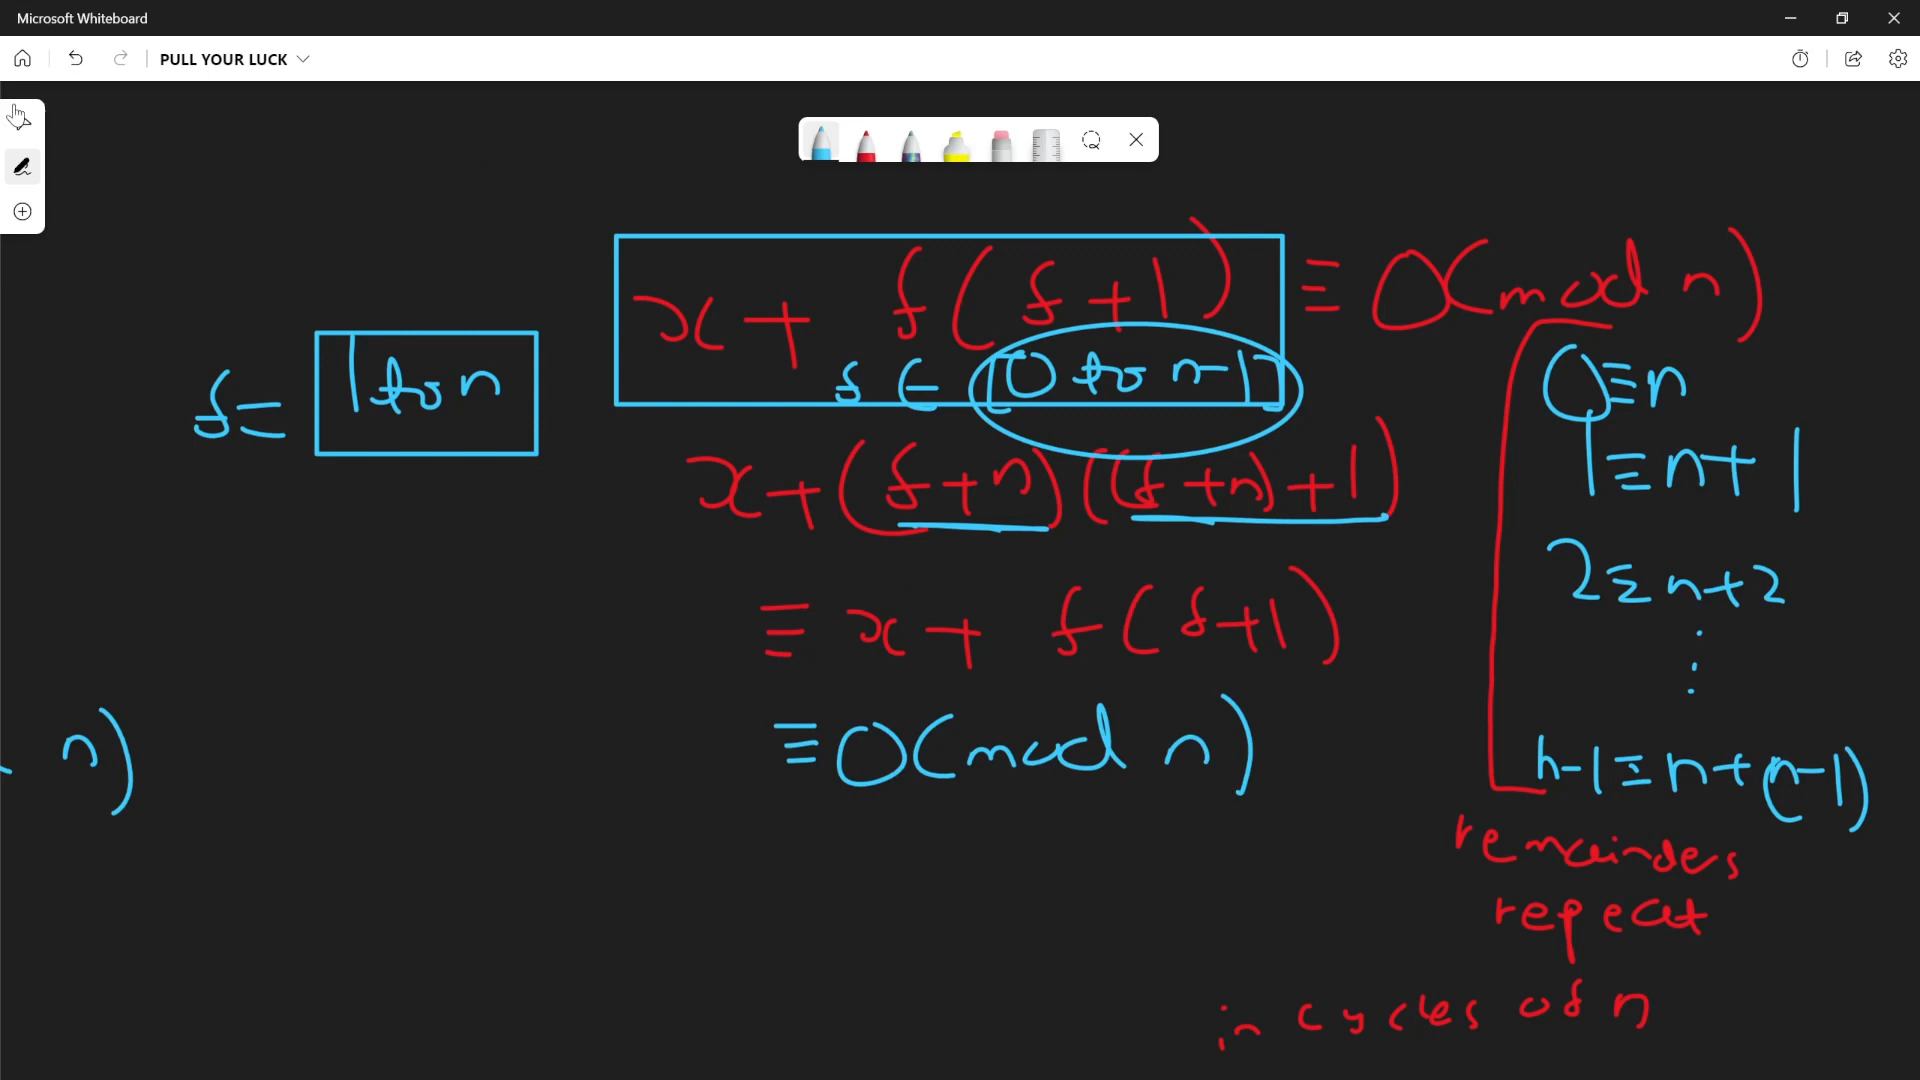 Microsoft Whiteboard
PULL YOUR LUCK
x + f(f+1) ≡ 0(mod n)
f = 1 to n
f ∈ [0 to n-1]
x + (f+n)((f+n)+1)
≡ x + f(f+1)
≡ 0(mod n)
n)
0 ≡ n
1 ≡ n+1
2 ≡ n+2
⋮
n-1 ≡ n+(n-1)
remainders
repeat
in cycles of n